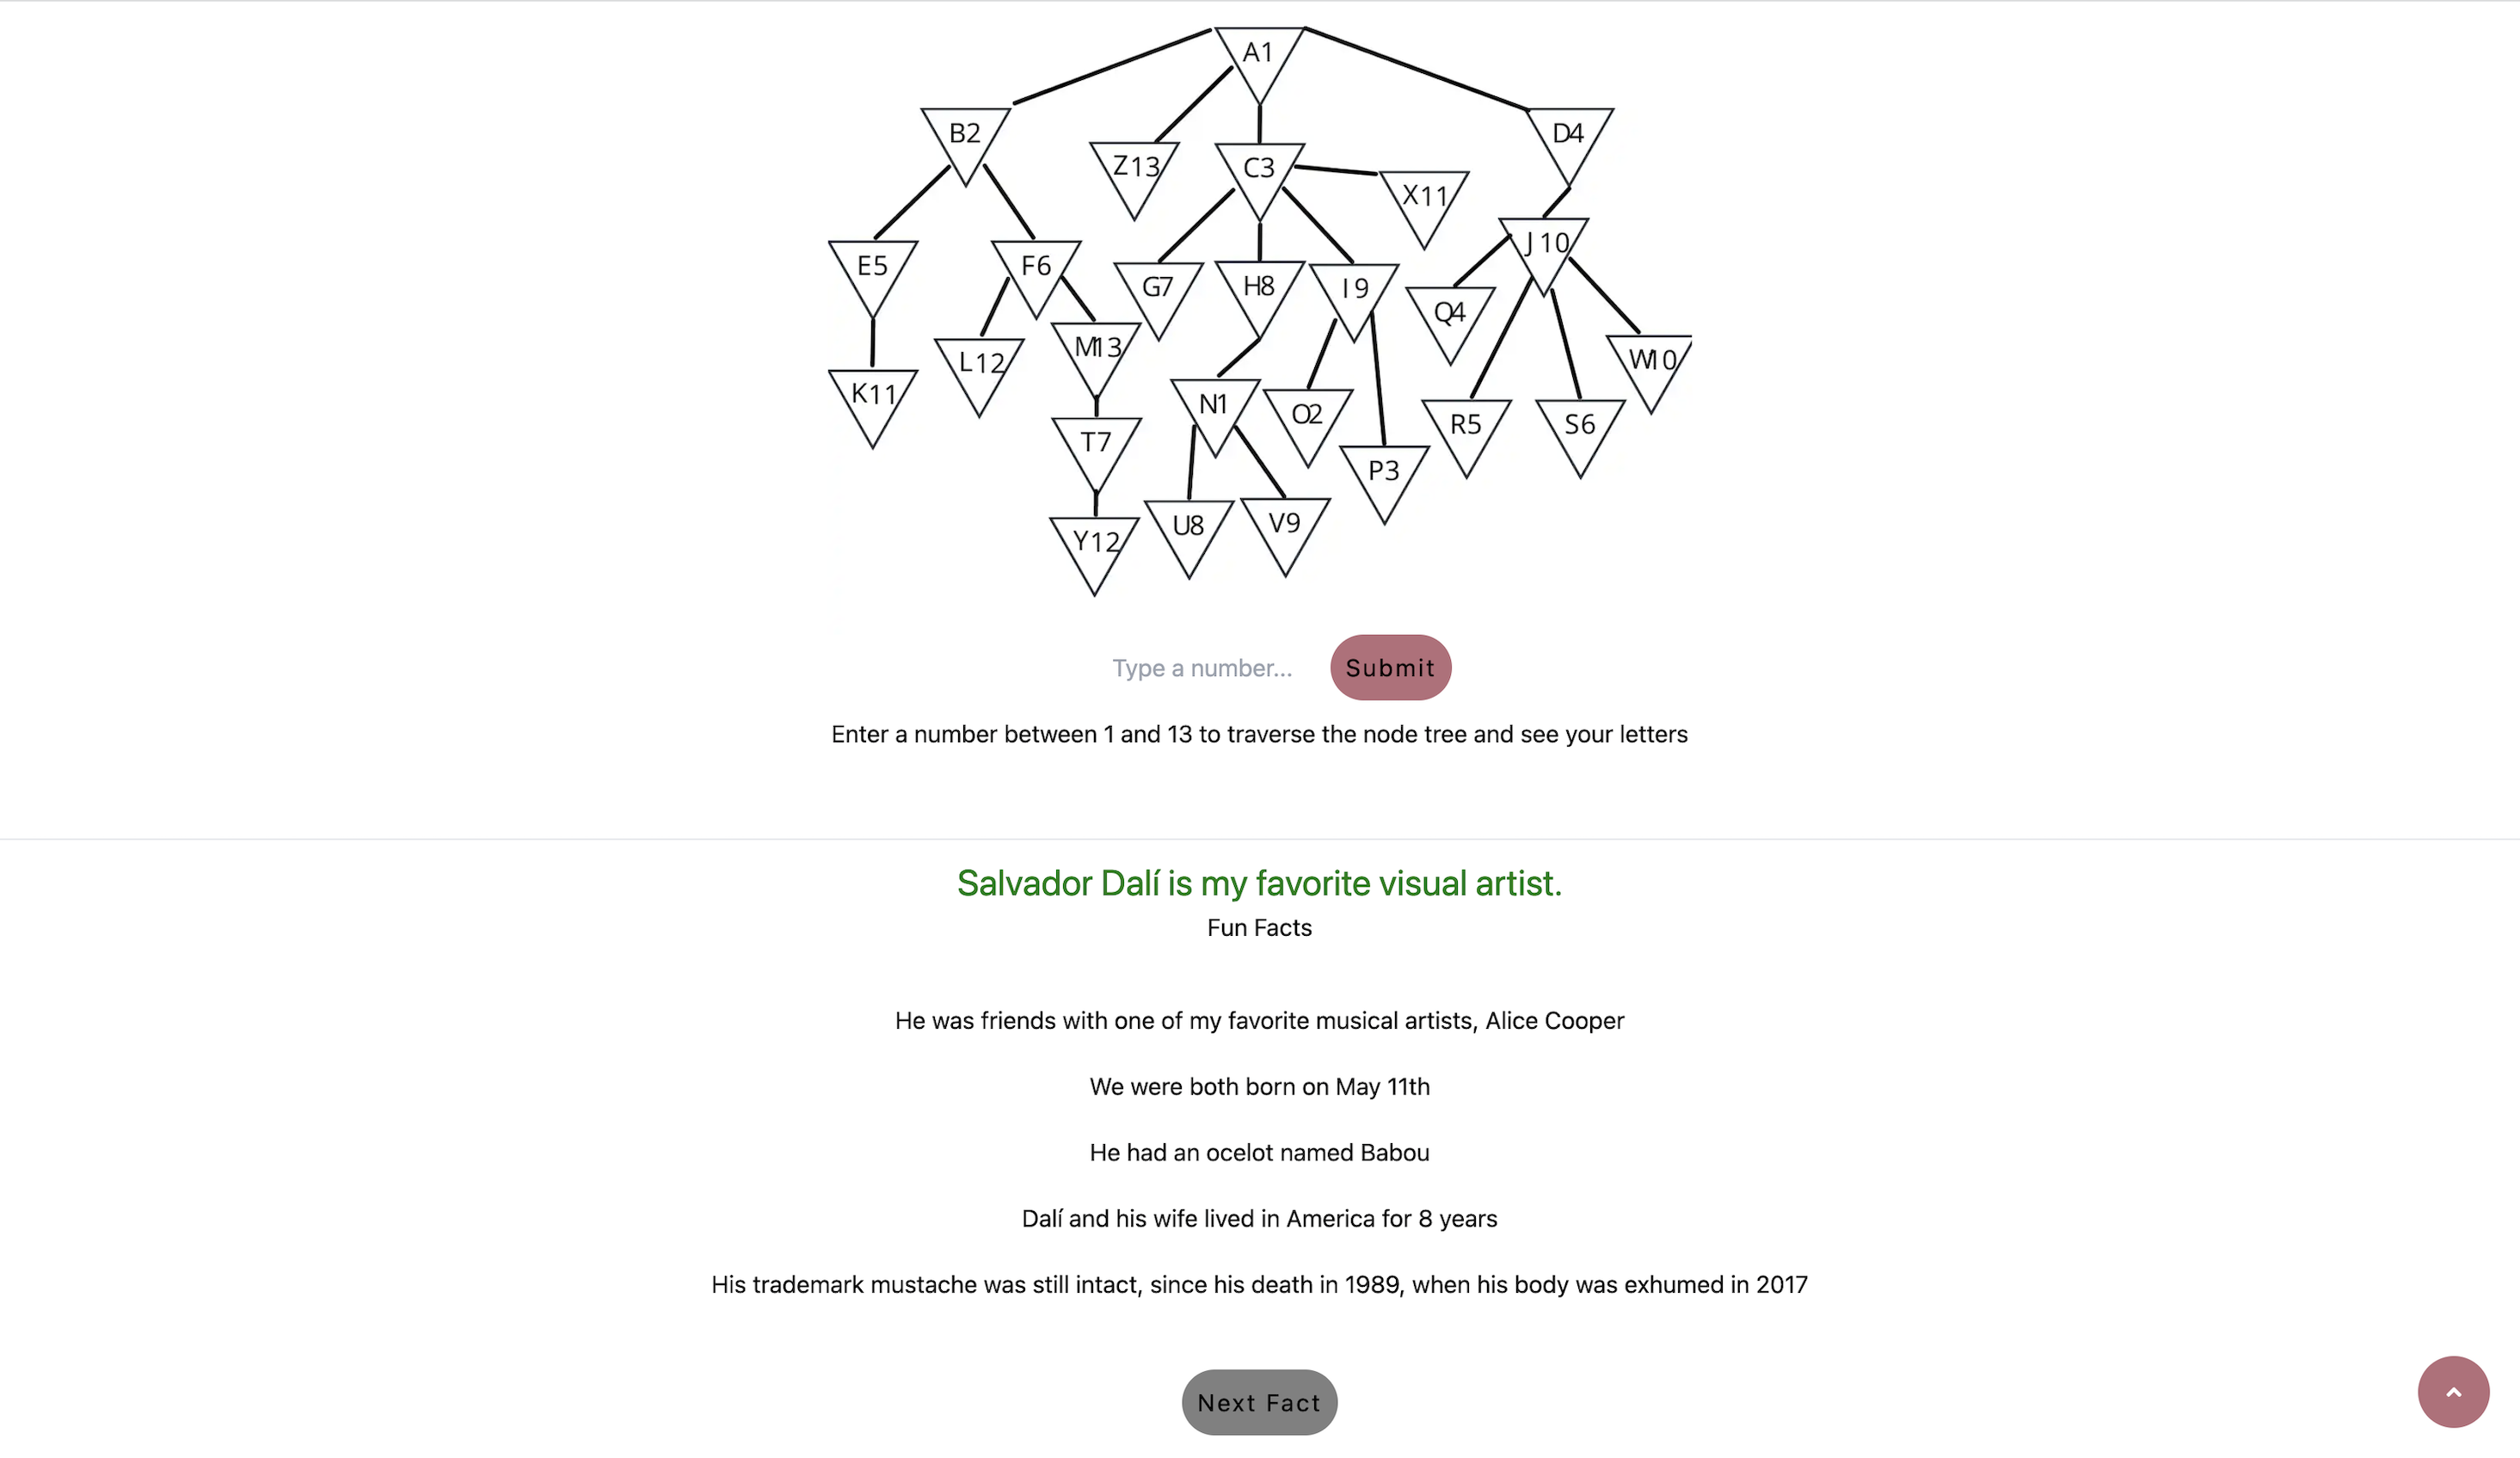 A1
B2
D4
Z13
C3
X11
J10
E5
F6
G7
H8
I9
Q4
M13
L12
W10
K11
N1
O2
R5
S6
T7
P3
Y12
U8
V9
Type a number...
Submit
Enter a number between 1 and 13 to traverse the node tree and see your letters
Salvador Dalí is my favorite visual artist.
Fun Facts
He was friends with one of my favorite musical artists, Alice Cooper
We were both born on May 11th
He had an ocelot named Babou
Dalí and his wife lived in America for 8 years
His trademark mustache was still intact, since his death in 1989, when his body was exhumed in 2017
Next Fact